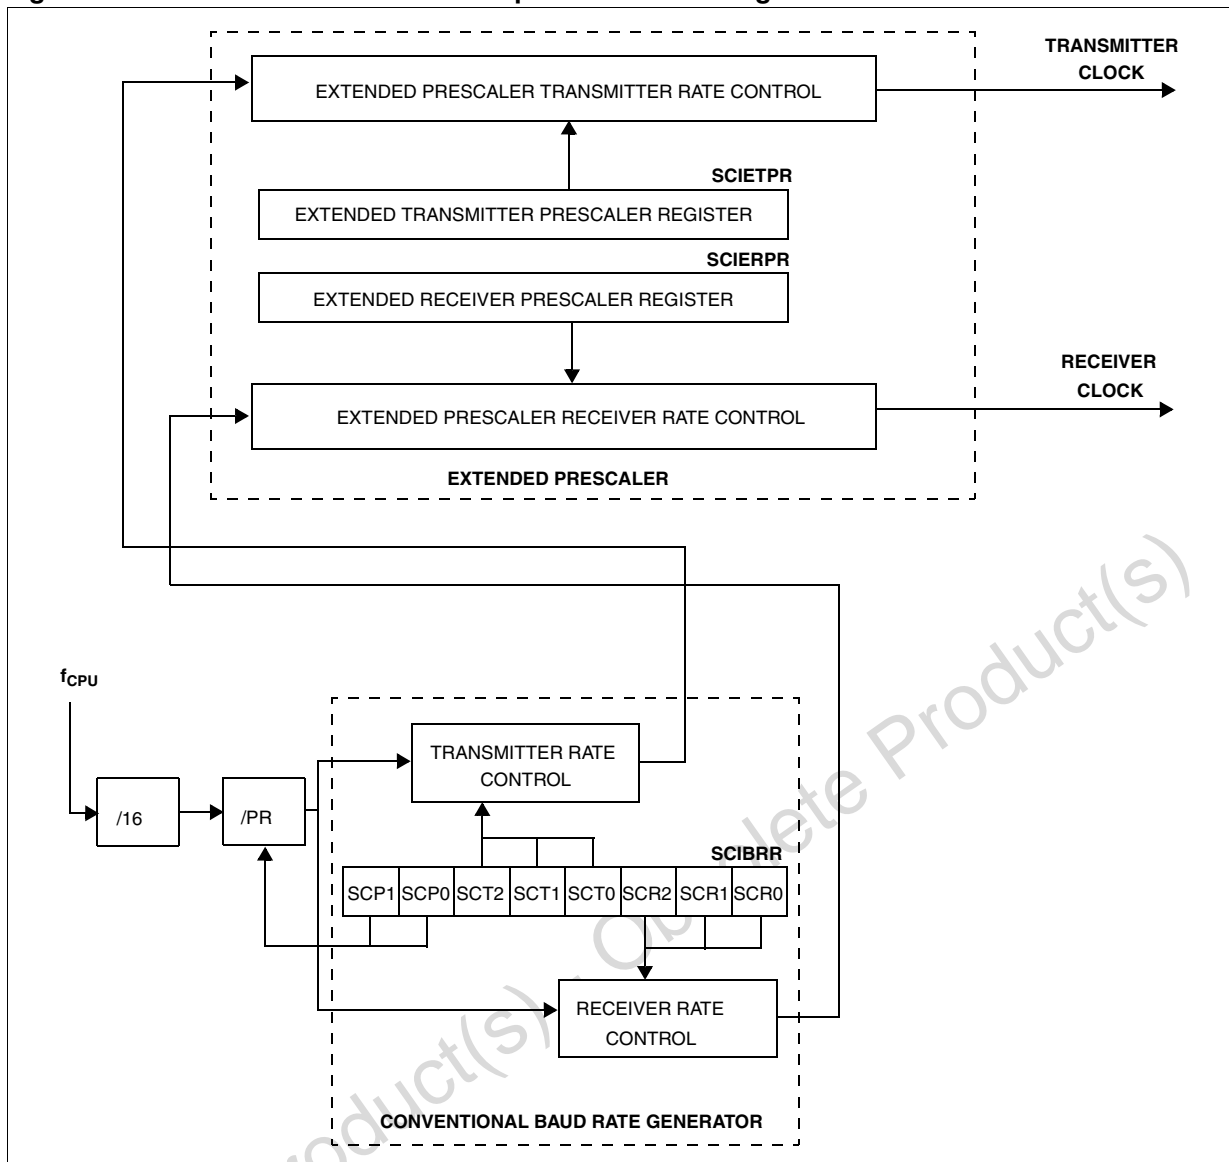 TRANSMITTER
CLOCK
EXTENDED PRESCALER TRANSMITTER RATE CONTROL
SCIETPR
EXTENDED TRANSMITTER PRESCALER REGISTER
SCIERPR
EXTENDED RECEIVER PRESCALER REGISTER
RECEIVER
CLOCK
EXTENDED PRESCALER RECEIVER RATE CONTROL
EXTENDED PRESCALER
fCPU
TRANSMITTER RATE
CONTROL
/16
/PR
SCIBRR
SCP1 SCP0 SCT2 SCT1 SCT0 SCR2 SCR1 SCR0
RECEIVER RATE
CONTROL
CONVENTIONAL BAUD RATE GENERATOR
Product(s)